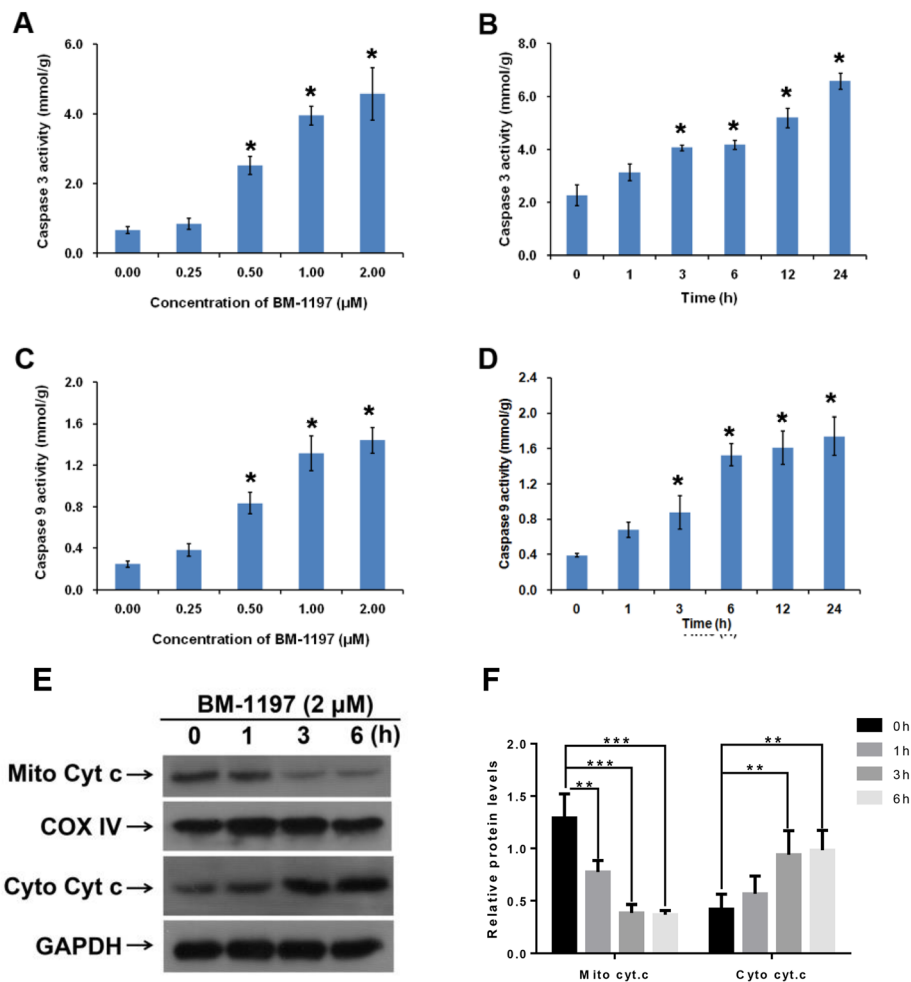 A
Caspase 3 activity (mmol/g)
6.0
4.0
2.0
0.0
*
*
*
0.00 0.25 0.50 1.00 2.00
Concentration of BM-1197 (µM)
B
Caspase 3 activity (mmol/g)
8.0
6.0
4.0
2.0
0.0
*
*
*
*
0 1 3 6 12 24
Time (h)
C
Caspase 9 activity (mmol/g)
2.0
1.6
1.2
0.8
0.4
0.0
*
*
*
0.00 0.25 0.50 1.00 2.00
Concentration of BM-1197 (µM)
D
Caspase 9 activity (mmol/g)
2.4
2.0
1.6
1.2
0.8
0.4
0.0
*
*
*
*
0 1 3 6 12 24
Time (h)
E
BM-1197 (2 µM)
0 1 3 6 (h)
Mito Cyt c→
COX IV→
Cyto Cyt c→
GAPDH→
F
Relative protein levels
2.0
1.5
1.0
0.5
0.0
***
***
**
**
**
Mito cyt.c Cyto cyt.c
0h
1h
3h
6h